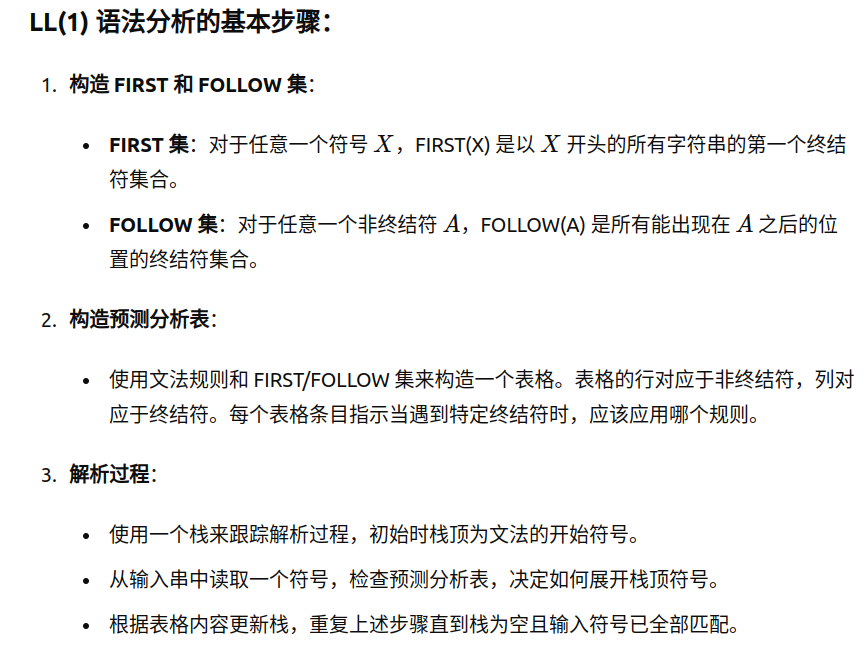 LL(1) 语法分析的基本步骤：
1. 构造 FIRST 和 FOLLOW 集：
• FIRST 集：对于任意一个符号 X，FIRST(X) 是以 X 开头的所有字符串的第一个终结
符集合。
• FOLLOW 集：对于任意一个非终结符 A，FOLLOW(A) 是所有能出现在 A 之后的位
置的终结符集合。
2. 构造预测分析表：
• 使用文法规则和 FIRST/FOLLOW 集来构造一个表格。表格的行对应于非终结符，列对
应于终结符。每个表格条目指示当遇到特定终结符时，应该应用哪个规则。
3. 解析过程：
• 使用一个栈来跟踪解析过程，初始时栈顶为文法的开始符号。
• 从输入串中读取一个符号，检查预测分析表，决定如何展开栈顶符号。
• 根据表格内容更新栈，重复上述步骤直到栈为空且输入符号已全部匹配。